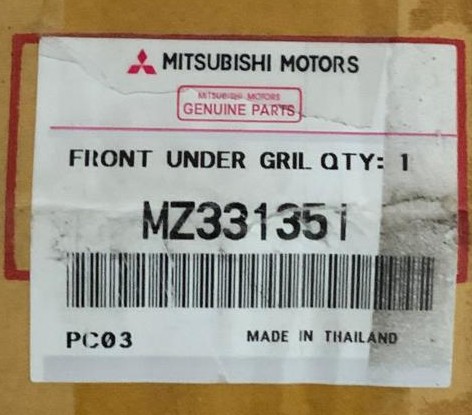 MITSUBISHI MOTORS
MITSUBISHI MOTORS
GENUINE PARTS
FRONT UNDER GRIL QTY: 1
MZ331351
PC03 MADE IN THAILAND